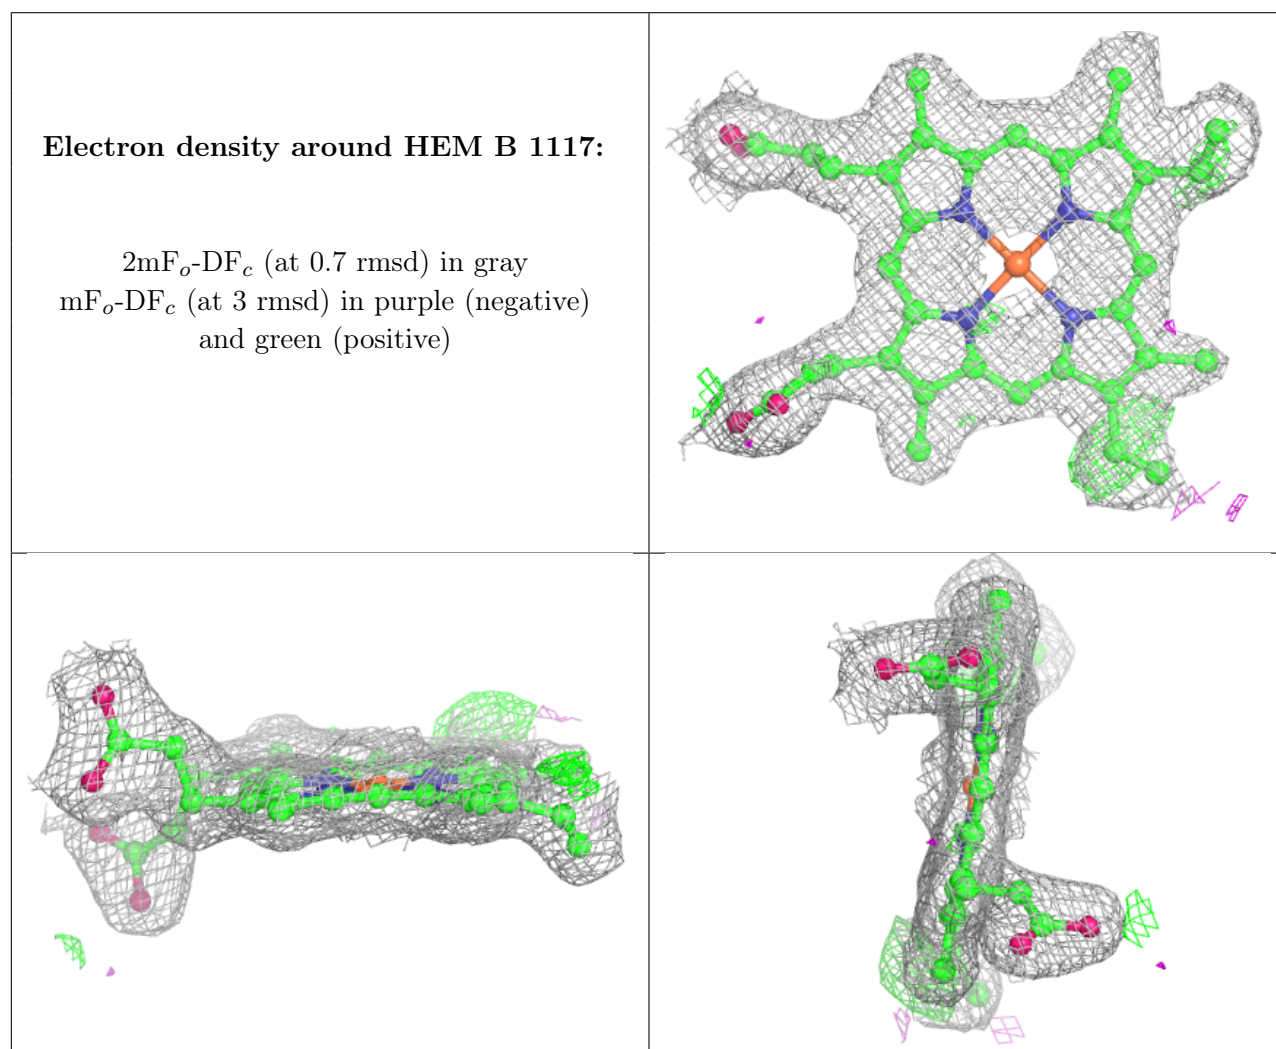 Electron density around HEM B 1117:
2mFₒ-DF𝒸 (at 0.7 rmsd) in gray
mFₒ-DF𝒸 (at 3 rmsd) in purple (negative)
and green (positive)